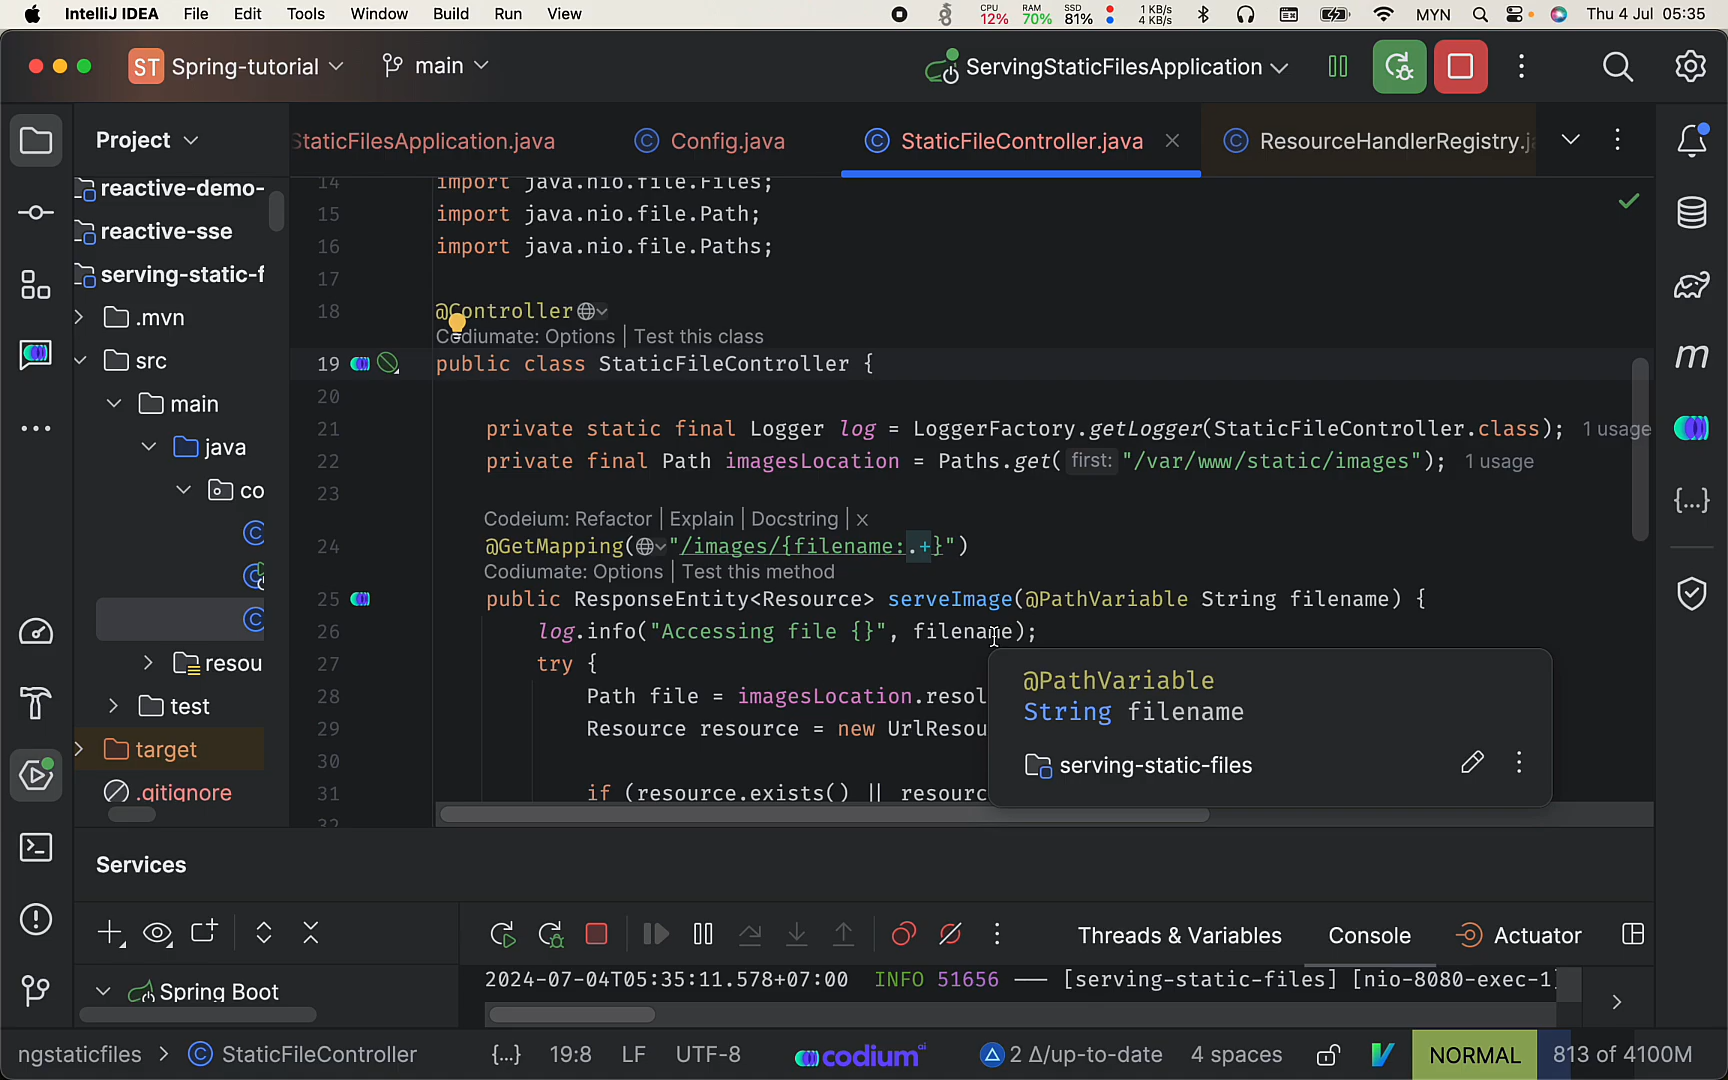 IntelliJ IDEA File Edit Tools Window Build Run View CPU 12% RAM 70% SSD 81% 1 KB/s 4 KB/s MYN Thu 4 Jul 05:35
ST Spring-tutorial main ServingStaticFilesApplication
Project
StaticFilesApplication.java Config.java StaticFileController.java ResourceHandlerRegistry.j
reactive-demo-
reactive-sse
serving-static-f
.mvn
src
main
java
co
resou
test
target
.gitignore
14 import java.nio.file.Files;
15 import java.nio.file.Path;
16 import java.nio.file.Paths;
17
18 @Controller
Codiumate: Options | Test this class
19 public class StaticFileController {
20
21 private static final Logger log = LoggerFactory.getLogger(StaticFileController.class); 1 usage
22 private final Path imagesLocation = Paths.get( first: "/var/www/static/images"); 1 usage
23
Codeium: Refactor | Explain | Docstring | x
24 @GetMapping("/images/{filename:.+}")
Codiumate: Options | Test this method
25 public ResponseEntity<Resource> serveImage(@PathVariable String filename) {
26 log.info("Accessing file {}", filename);
27 try {
28 Path file = imagesLocation.resol
29 Resource resource = new UrlResou
30
31 if (resource.exists() || resourc
32
@PathVariable
String filename
serving-static-files
Services
Threads & Variables Console Actuator
Spring Boot
2024-07-04T05:35:11.578+07:00 INFO 51656 --- [serving-static-files] [nio-8080-exec-1]
ngstaticfiles StaticFileController {...} 19:8 LF UTF-8 codium ai 2 Δ/up-to-date 4 spaces NORMAL 813 of 4100M